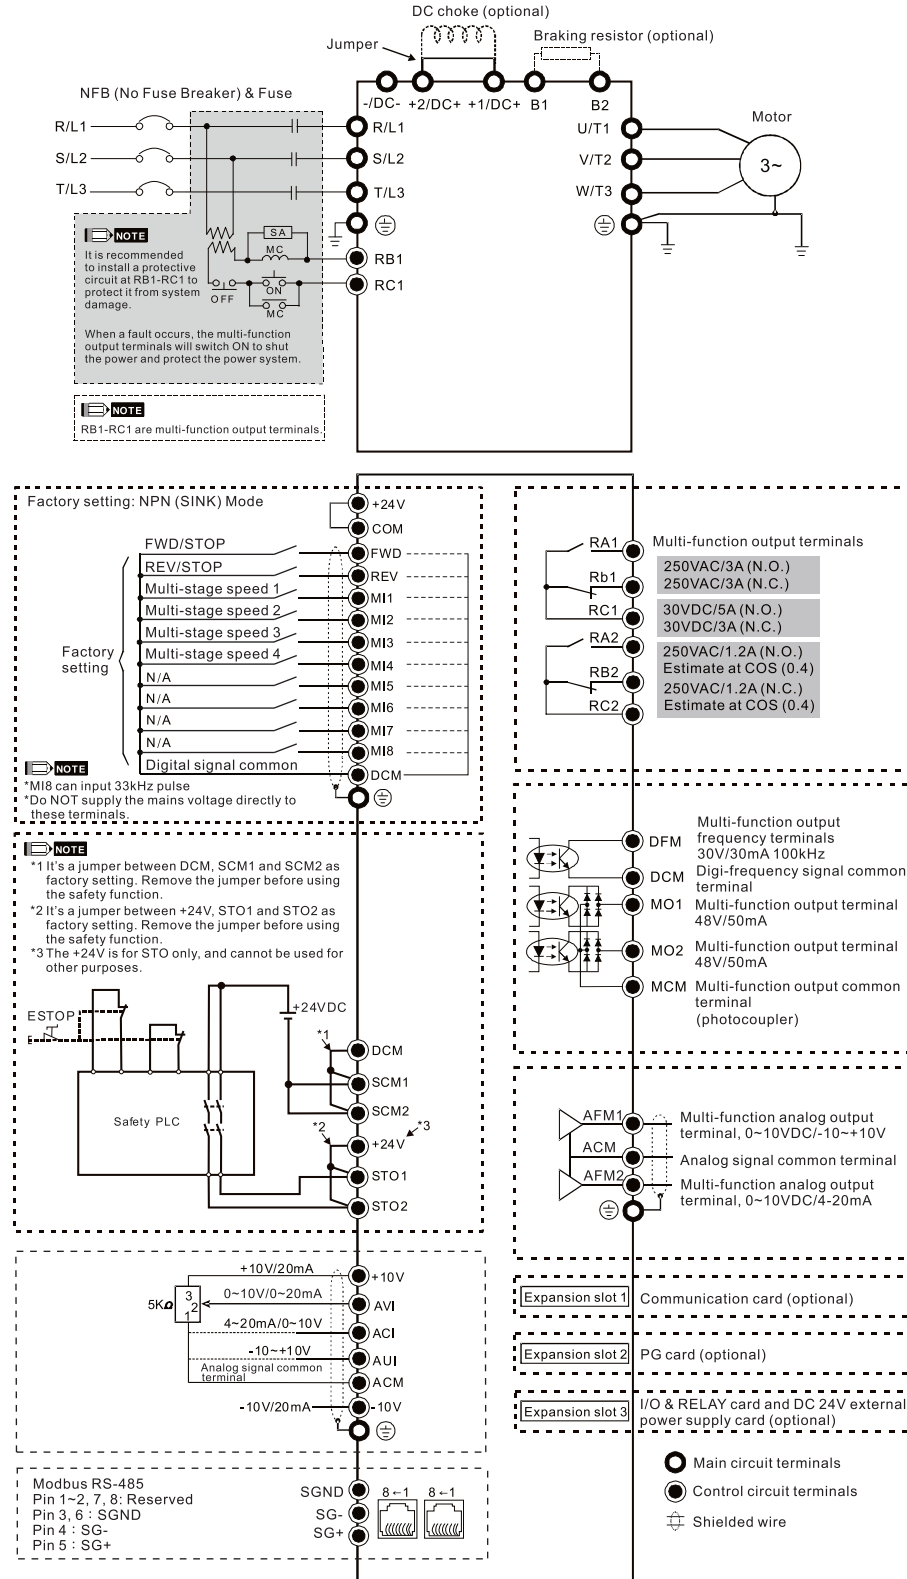 DC choke (optional)
Jumper
Braking resistor (optional)
NFB (No Fuse Breaker) & Fuse
-/DC- +2/DC+ +1/DC+ B1 B2
Motor
R/L1
R/L1
U/T1
S/L2
S/L2
V/T2
3~
T/L3
T/L3
W/T3
NOTE
It is recommended
to install a protective
circuit at RB1-RC1 to
protect it from system
damage.
When a fault occurs, the multi-function
output terminals will switch ON to shut
the power and protect the power system.
SA
MC
RB1
OFF
ON
MC
RC1
NOTE
RB1-RC1 are multi-function output terminals.
Factory setting: NPN (SINK) Mode
+24V
COM
FWD/STOP
FWD
REV/STOP
REV
Multi-stage speed 1
MI1
Multi-stage speed 2
MI2
Multi-stage speed 3
MI3
Multi-stage speed 4
MI4
Factory
setting
N/A
MI5
N/A
MI6
N/A
MI7
N/A
MI8
Digital signal common
DCM
NOTE
*MI8 can input 33kHz pulse
*Do NOT supply the mains voltage directly to
these terminals.
RA1
Rb1
RC1
RA2
RB2
RC2
Multi-function output terminals
250VAC/3A (N.O.)
250VAC/3A (N.C.)
30VDC/5A (N.O.)
30VDC/3A (N.C.)
250VAC/1.2A (N.O.)
Estimate at COS (0.4)
250VAC/1.2A (N.C.)
Estimate at COS (0.4)
NOTE
*1 It's a jumper between DCM, SCM1 and SCM2 as
factory setting. Remove the jumper before using
the safety function.
*2 It's a jumper between +24V, STO1 and STO2 as
factory setting. Remove the jumper before using
the safety function.
*3 The +24V is for STO only, and cannot be used for
other purposes.
ESTOP
+24VDC
Safety PLC
*1
DCM
SCM1
SCM2
*2
+24V
*3
STO1
STO2
DFM
Multi-function output
frequency terminals
30V/30mA 100kHz
DCM
Digi-frequency signal common
terminal
MO1
Multi-function output terminal
48V/50mA
MO2
Multi-function output terminal
48V/50mA
MCM
Multi-function output common
terminal
(photocoupler)
AFM1
Multi-function analog output
terminal, 0~10VDC/-10~+10V
ACM
Analog signal common terminal
AFM2
Multi-function analog output
terminal, 0~10VDC/4-20mA
+10V/20mA
+10V
5KΩ
3
2
1
0~10V/0~20mA
AVI
4~20mA/0~10V
ACI
-10~+10V
AUI
Analog signal common
terminal
ACM
-10V/20mA
-10V
Expansion slot 1
Communication card (optional)
Expansion slot 2
PG card (optional)
Expansion slot 3
I/O & RELAY card and DC 24V external
power supply card (optional)
Modbus RS-485
Pin 1~2, 7, 8: Reserved
Pin 3, 6 : SGND
Pin 4 : SG-
Pin 5 : SG+
SGND
SG-
SG+
8←1
8←1
Main circuit terminals
Control circuit terminals
Shielded wire